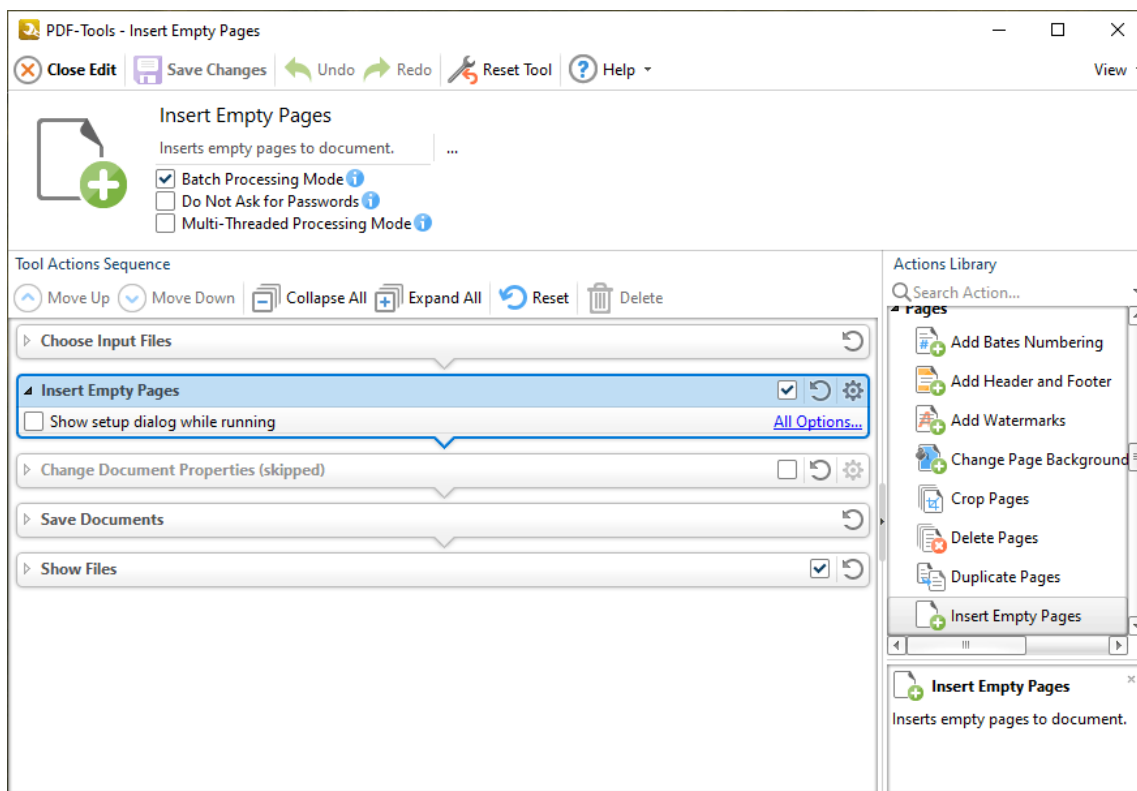 PDF-Tools - Insert Empty Pages
Close Edit Save Changes Undo Redo Reset Tool ? Help View
Insert Empty Pages
Inserts empty pages to document. ...
Batch Processing Mode
Do Not Ask for Passwords
Multi-Threaded Processing Mode
Tool Actions Sequence
Move Up Move Down Collapse All Expand All Reset Delete
Choose Input Files
Insert Empty Pages
Show setup dialog while running All Options...
Change Document Properties (skipped)
Save Documents
Show Files
Actions Library
Search Action...
Pages
Add Bates Numbering
Add Header and Footer
Add Watermarks
Change Page Background
Crop Pages
Delete Pages
Duplicate Pages
Insert Empty Pages
Insert Empty Pages
Inserts empty pages to document.